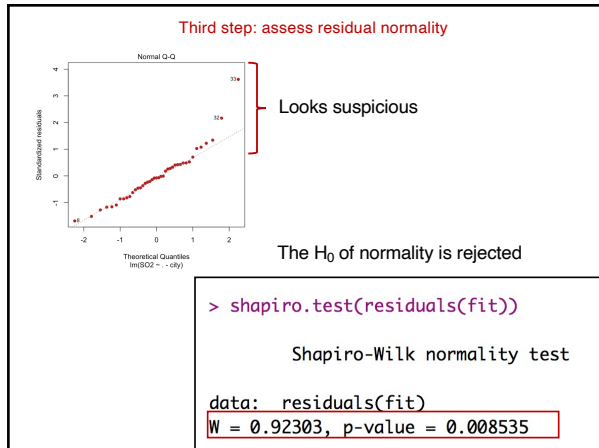 Third step: assess residual normality
Normal Q-Q
4
3
2
1
0
-1
Standardized residuals
33
32
6
-2 -1 0 1 2
Theoretical Quantiles
lm(SO2 ~ . - city)
Looks suspicious
The H0 of normality is rejected
> shapiro.test(residuals(fit))
Shapiro-Wilk normality test
data: residuals(fit)
W = 0.92303, p-value = 0.008535